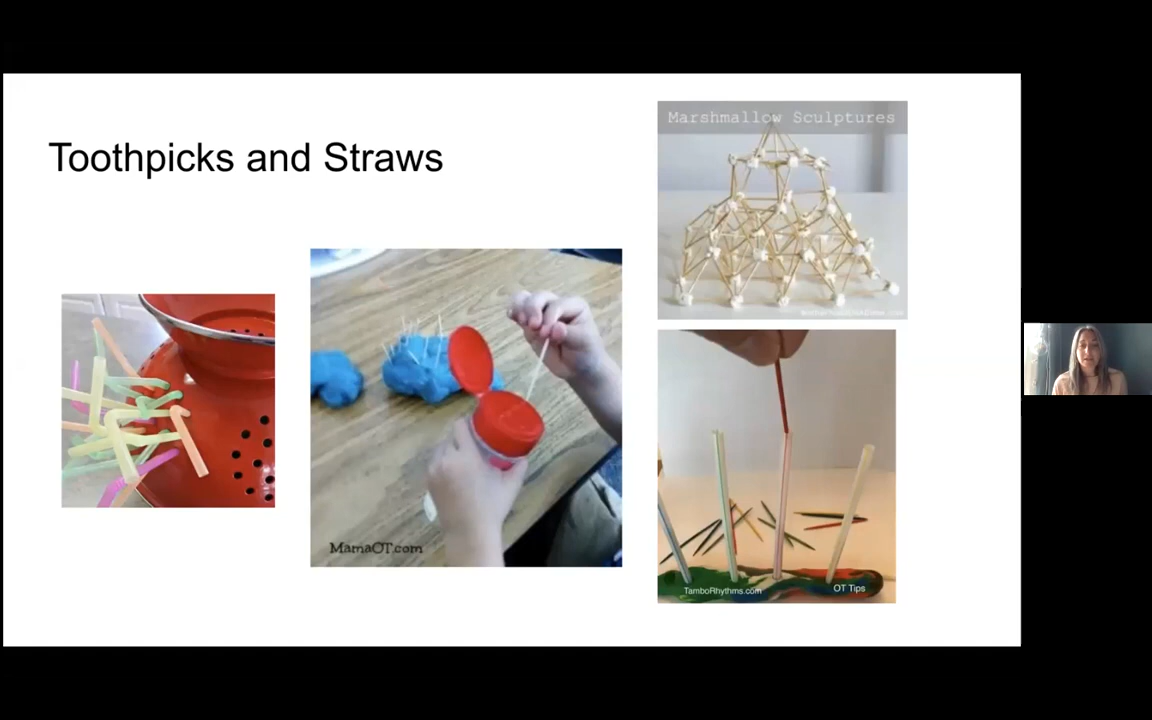 Toothpicks and Straws
Marshmallow Sculptures
MamaOT.com
TamboRhythms.com
OT Tips